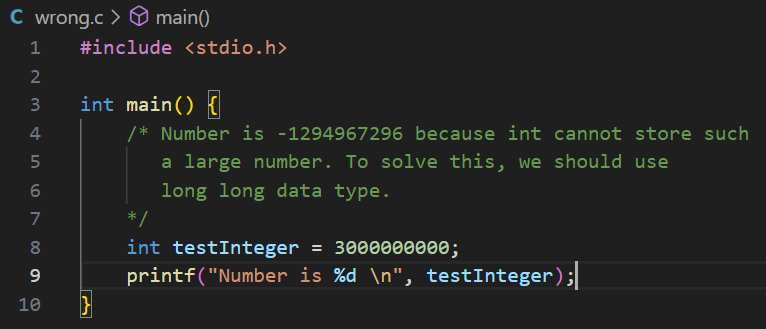 C wrong.c > main()
1 #include <stdio.h>
2
3 int main() {
4 /* Number is -1294967296 because int cannot store such
5 a large number. To solve this, we should use
6 long long data type.
7 */
8 int testInteger = 3000000000;
9 printf("Number is %d \n", testInteger);
10 }